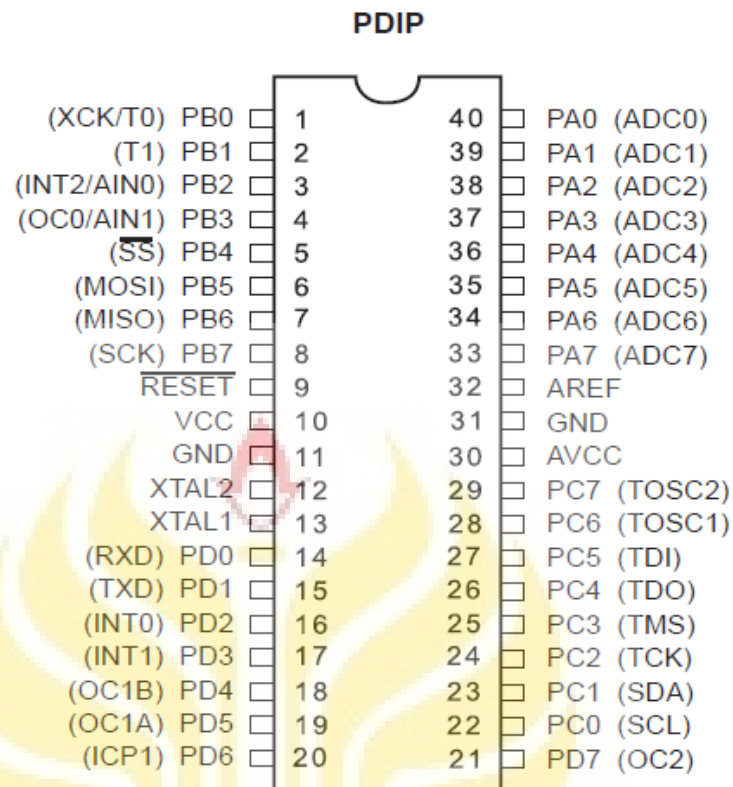 PDIP
(XCK/T0) PB0 1 40 PA0 (ADC0)
(T1) PB1 2 39 PA1 (ADC1)
(INT2/AIN0) PB2 3 38 PA2 (ADC2)
(OC0/AIN1) PB3 4 37 PA3 (ADC3)
(SS) PB4 5 36 PA4 (ADC4)
(MOSI) PB5 6 35 PA5 (ADC5)
(MISO) PB6 7 34 PA6 (ADC6)
(SCK) PB7 8 33 PA7 (ADC7)
RESET 9 32 AREF
VCC 10 31 GND
GND 11 30 AVCC
XTAL2 12 29 PC7 (TOSC2)
XTAL1 13 28 PC6 (TOSC1)
(RXD) PD0 14 27 PC5 (TDI)
(TXD) PD1 15 26 PC4 (TDO)
(INT0) PD2 16 25 PC3 (TMS)
(INT1) PD3 17 24 PC2 (TCK)
(OC1B) PD4 18 23 PC1 (SDA)
(OC1A) PD5 19 22 PC0 (SCL)
(ICP1) PD6 20 21 PD7 (OC2)